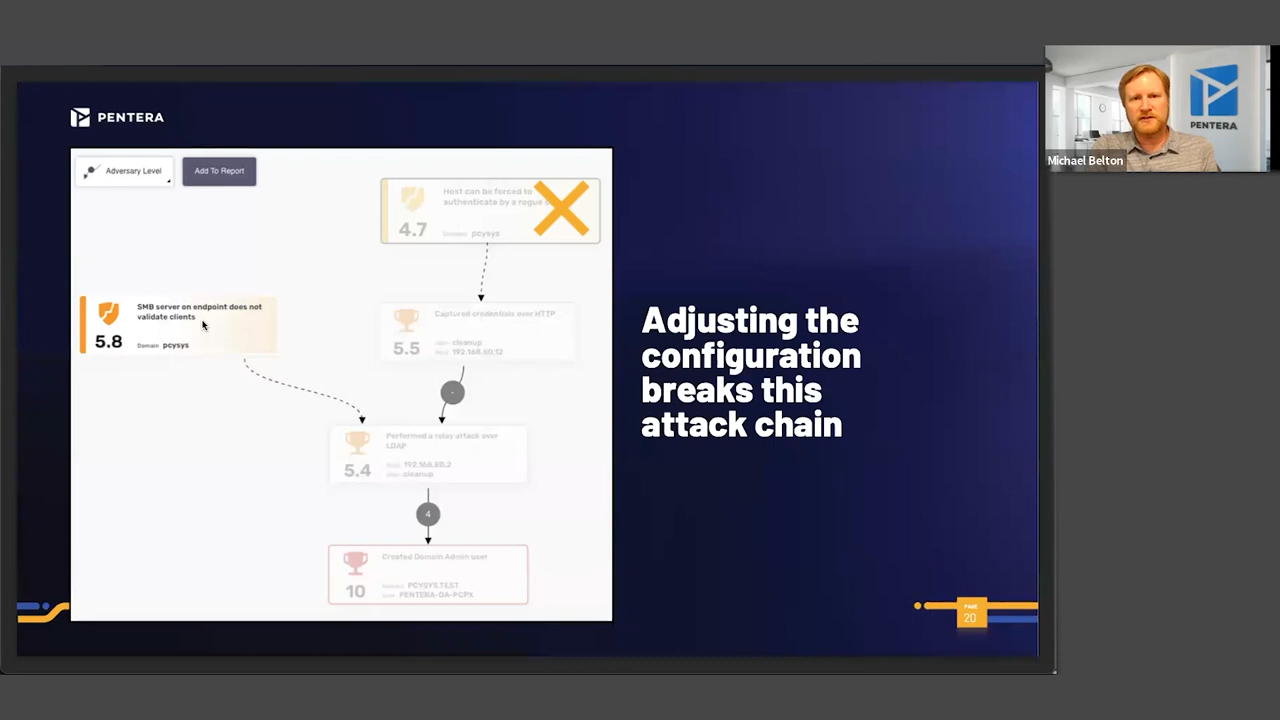 PENTERA
Adversary Level
Add To Report
Host can be forced to
authenticate by a rogue
4.7
Domain: pcysys
SMB server on endpoint does not
validate clients
5.8
Domain: pcysys
Captured credentials over HTTP
5.5
cleanup
192.168.60.12
Performed a relay attack over
LDAP
5.4
192.168.60.2
cleanup
4
Created Domain Admin user
10
PCYSYS.TEST
PENTERA-DA-PCPX
Adjusting the
configuration
breaks this
attack chain
PAGE
20
PENTERA
Michael Belton